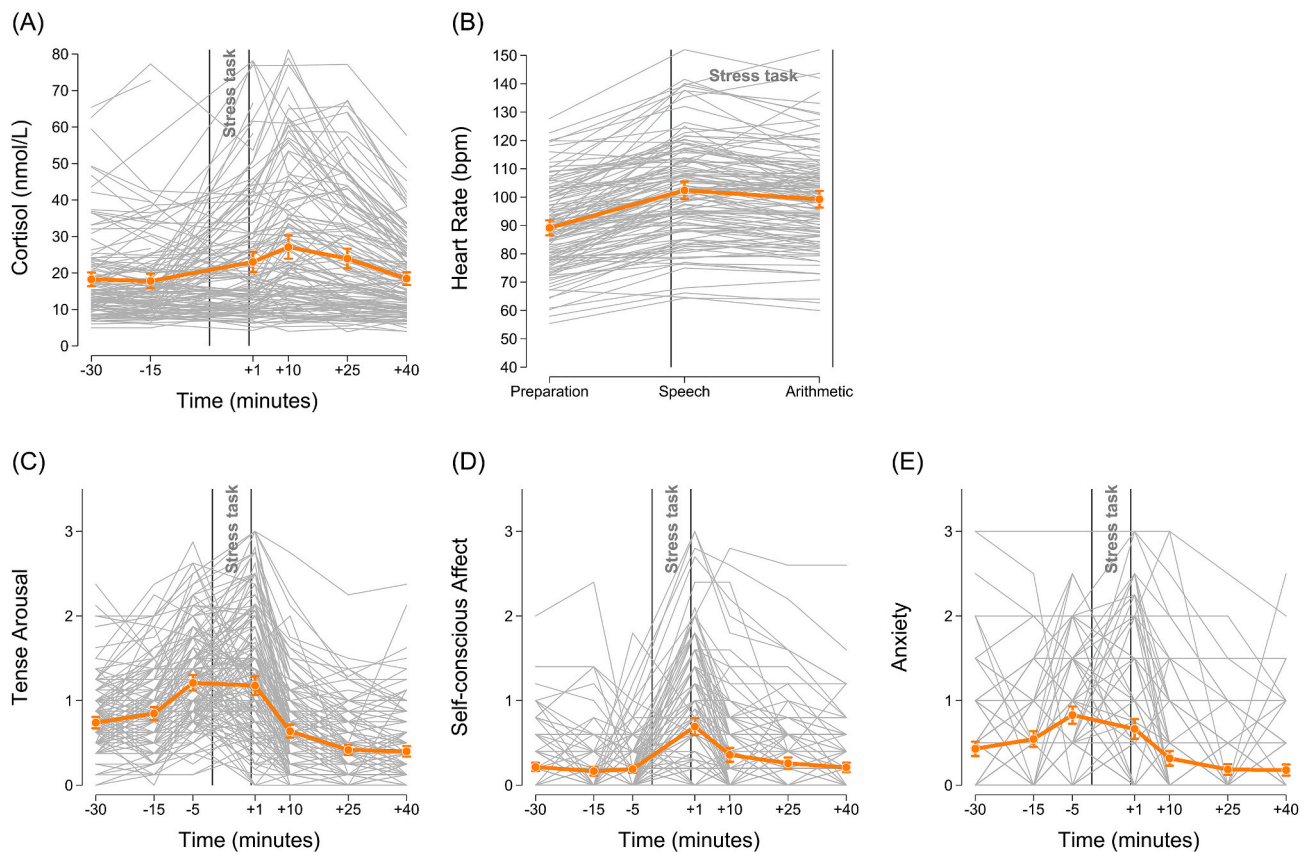 (A)
Cortisol (nmol/L)
80
70
60
50
40
30
20
10
0
Stress task
-30 -15 +1 +10 +25 +40
Time (minutes)
(B)
Heart Rate (bpm)
150
140
130
120
110
100
90
80
70
60
50
40
Stress task
Preparation Speech Arithmetic
(C)
Tense Arousal
3
2
1
0
Stress task
-30 -15 -5 +1 +10 +25 +40
Time (minutes)
(D)
Self-conscious Affect
3
2
1
0
Stress task
-30 -15 -5 +1 +10 +25 +40
Time (minutes)
(E)
Anxiety
3
2
1
0
Stress task
-30 -15 -5 +1 +10 +25 +40
Time (minutes)